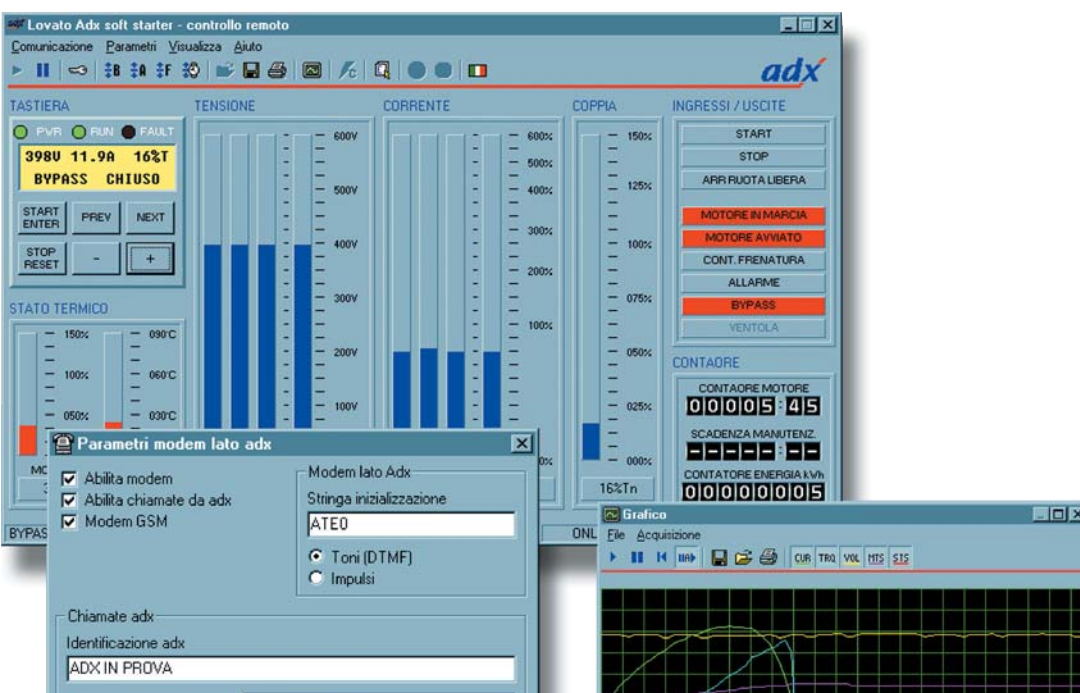 Lovato Adx soft starter - controllo remoto
Comunicazione Parametri Visualizza Aiuto
adx
TASTIERA
PWR RUN FAULT
398V 11.9A 16%T
BYPASS CHIUSO
START ENTER
PREV
NEXT
STOP RESET
-
+
STATO TERMICO
150%
100%
050%
090°C
060°C
030°C
TENSIONE
600V
500V
400V
300V
200V
100V
CORRENTE
600%
500%
400%
300%
200%
100%
COPPIA
150%
125%
100%
075%
050%
025%
000%
16%Tn
INGRESSI / USCITE
START
STOP
ARR RUOTA LIBERA
MOTORE IN MARCIA
MOTORE AVVIATO
CONT. FRENATURA
ALLARME
BYPASS
VENTOLA
CONTAORE
CONTAORE MOTORE
00005:45
SCADENZA MANUTENZ.
-----:--
CONTATORE ENERGIA kWh
00000005
Parametri modem lato adx
Abilita modem
Abilita chiamate da adx
Modem GSM
Modem lato Adx
Stringa inizializzazione
ATE0
Toni (DTMF)
Impulsi
Chiamate adx
Identificazione adx
ADX IN PROVA
Grafico
File Acquisizione
CUR TRQ VOL MTS STS